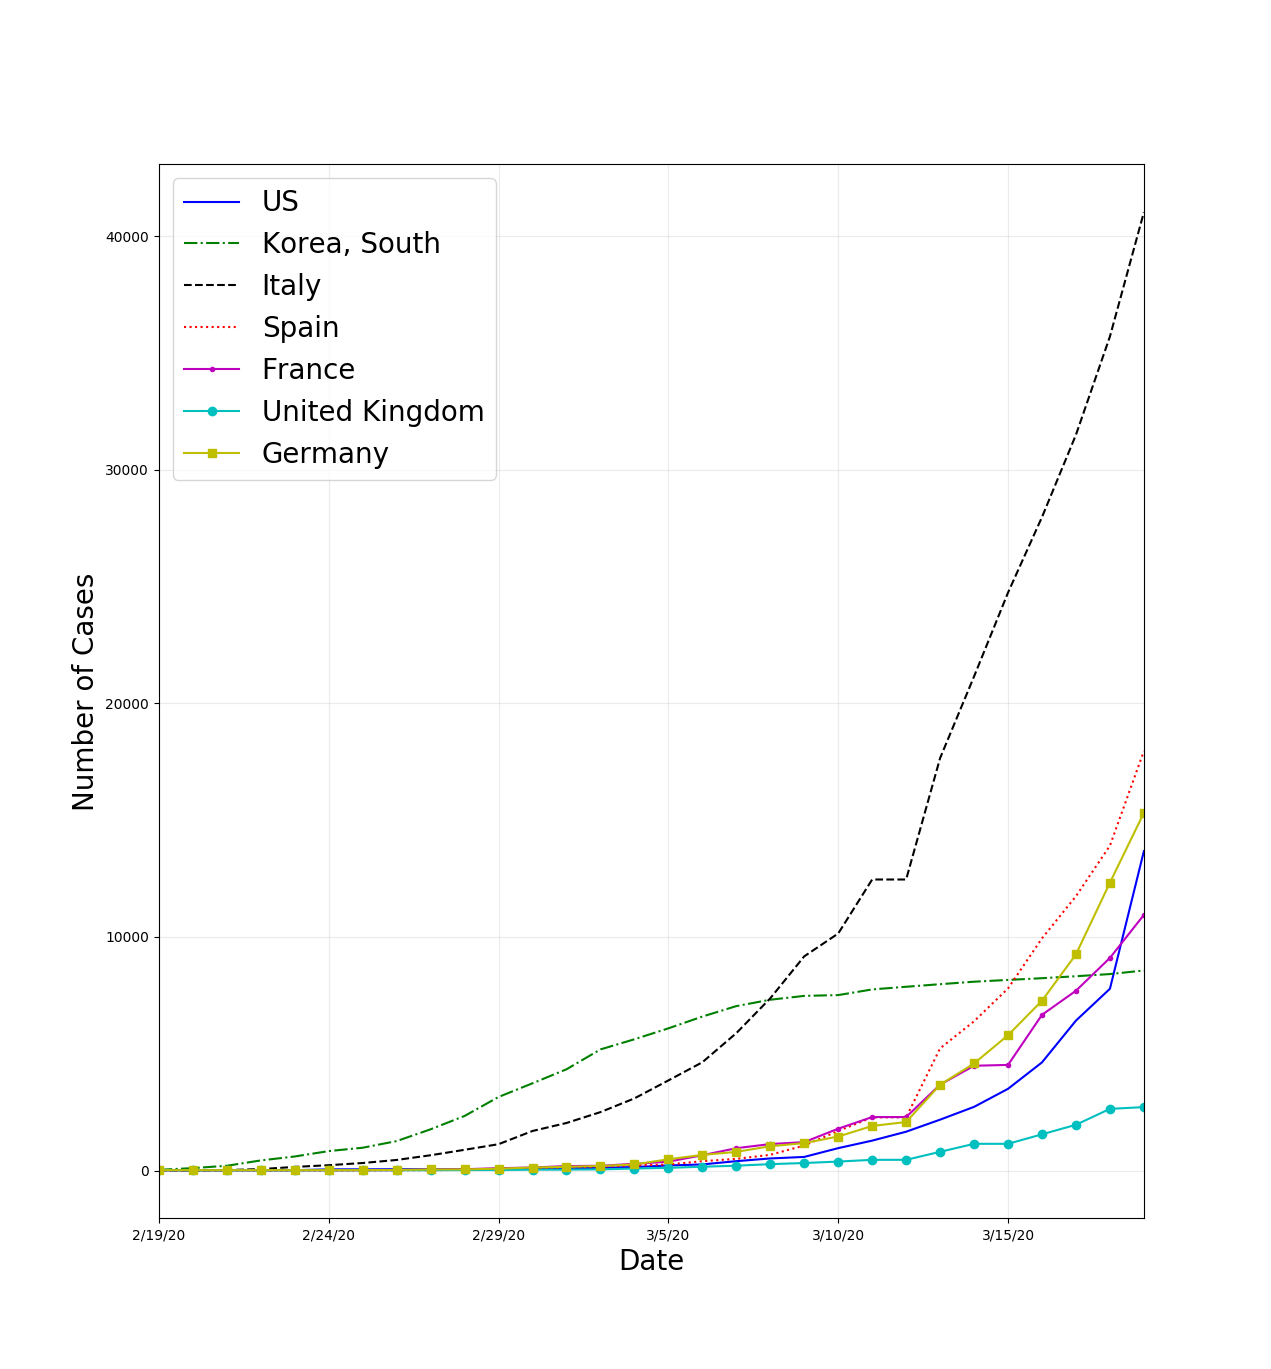 US
Korea, South
Italy
Spain
France
United Kingdom
Germany
40000
30000
20000
10000
0
Number of Cases
2/19/20 2/24/20 2/29/20 3/5/20 3/10/20 3/15/20
Date